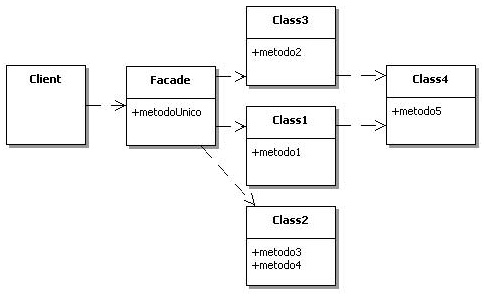 Client
Facade
+metodoUnico
Class3
+metodo2
Class1
+metodo1
Class2
+metodo3
+metodo4
Class4
+metodo5